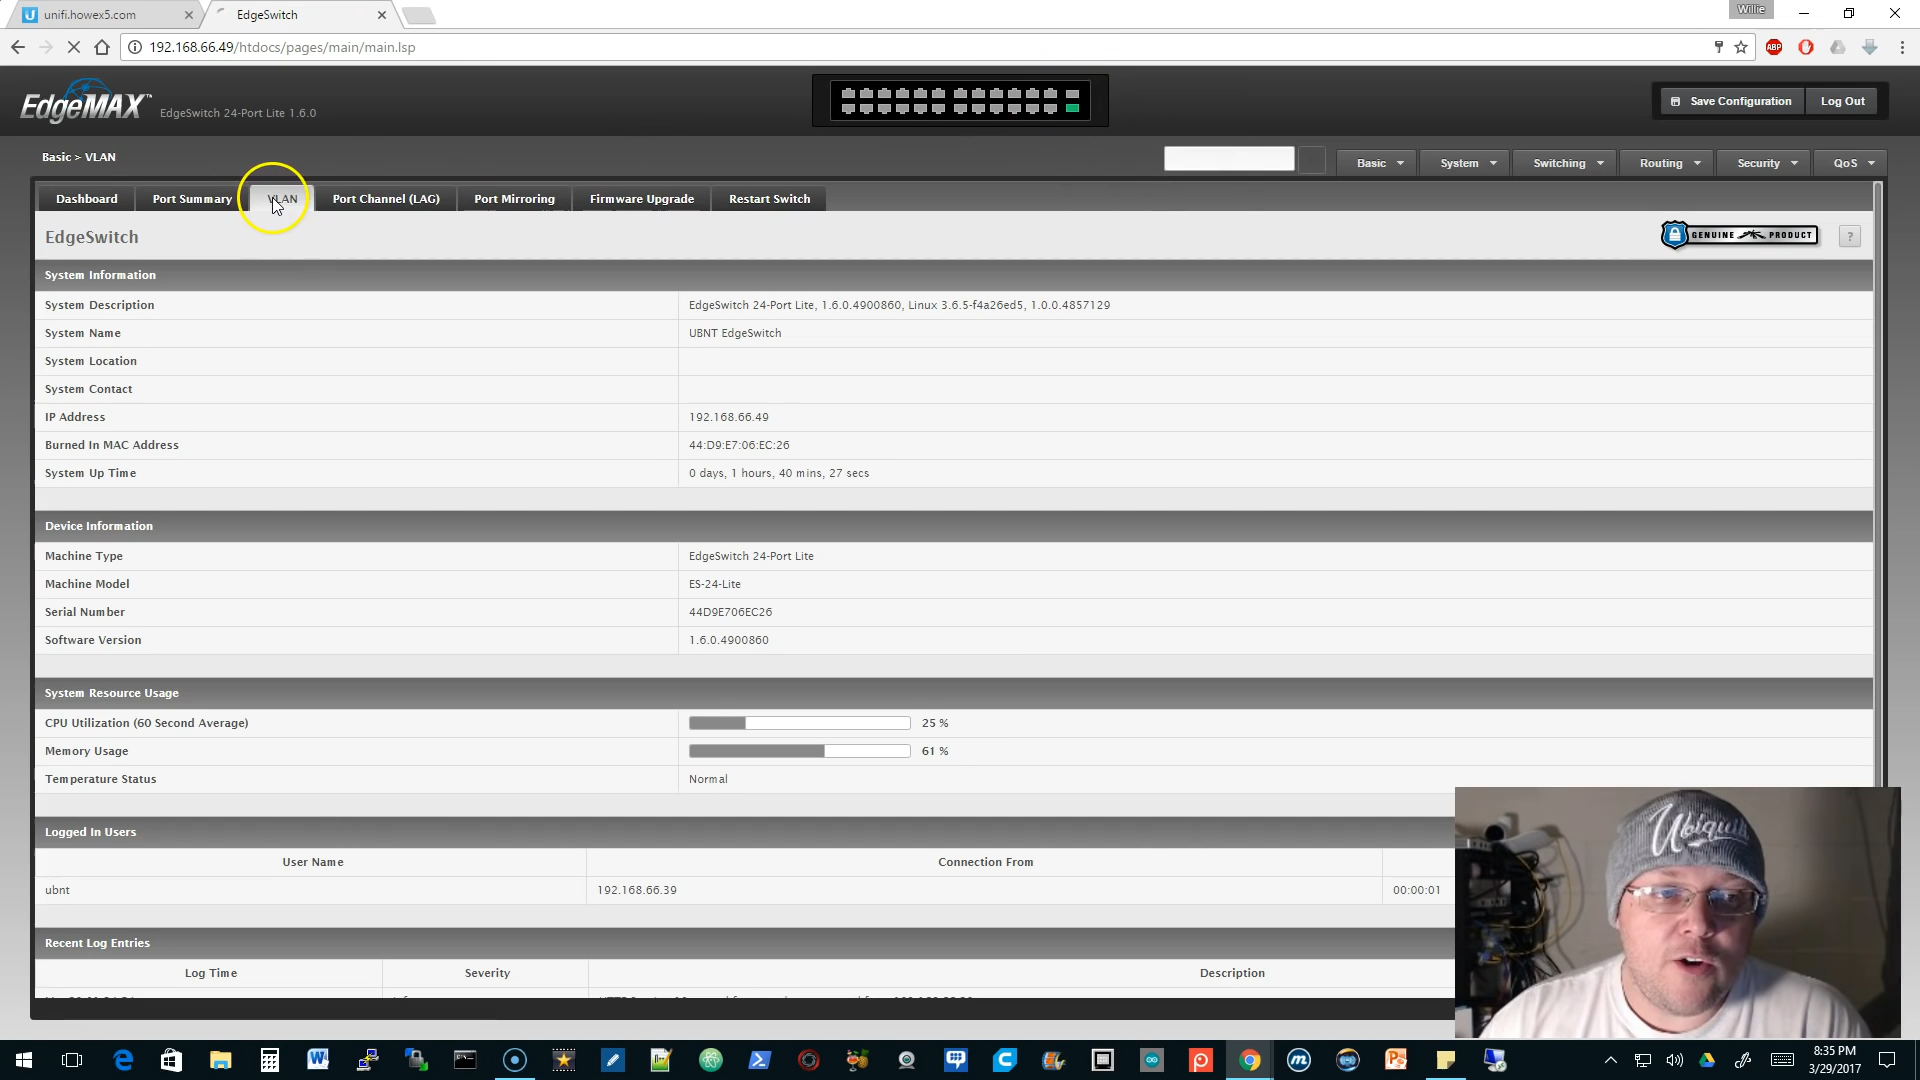 unifi.howex5.com
EdgeSwitch
Willie
192.168.66.49/htdocs/pages/main/main.lsp
ABP
EdgeMAX™
EdgeSwitch 24-Port Lite 1.6.0
Save Configuration
Log Out
Basic > VLAN
Basic
System
Switching
Routing
Security
QoS
Dashboard
Port Summary
VLAN
Port Channel (LAG)
Port Mirroring
Firmware Upgrade
Restart Switch
EdgeSwitch
GENUINE PRODUCT
?
System Information
System Description EdgeSwitch 24-Port Lite, 1.6.0.4900860, Linux 3.6.5-f4a26ed5, 1.0.0.4857129
System Name UBNT EdgeSwitch
System Location
System Contact
IP Address 192.168.66.49
Burned In MAC Address 44:D9:E7:06:EC:26
System Up Time 0 days, 1 hours, 40 mins, 27 secs
Device Information
Machine Type EdgeSwitch 24-Port Lite
Machine Model ES-24-Lite
Serial Number 44D9E706EC26
Software Version 1.6.0.4900860
System Resource Usage
CPU Utilization (60 Second Average) 25 %
Memory Usage 61 %
Temperature Status Normal
Logged In Users
User Name Connection From
ubnt 192.168.66.39 00:00:01
Recent Log Entries
Log Time Severity Description
8:35 PM
3/29/2017